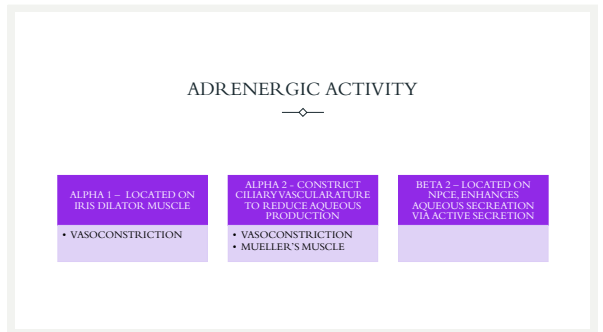 ADRENERGIC ACTIVITY
ALPHA 1 – LOCATED ON
IRIS DILATOR MUSCLE
• VASOCONSTRICTION
ALPHA 2 - CONSTRICT
CILIARY VASCULARATURE
TO REDUCE AQUEOUS
PRODUCTION
• VASOCONSTRICTION
• MUELLER'S MUSCLE
BETA 2 – LOCATED ON
NPCE, ENHANCES
AQUEOUS SECREATION
VIA ACTIVE SECRETION